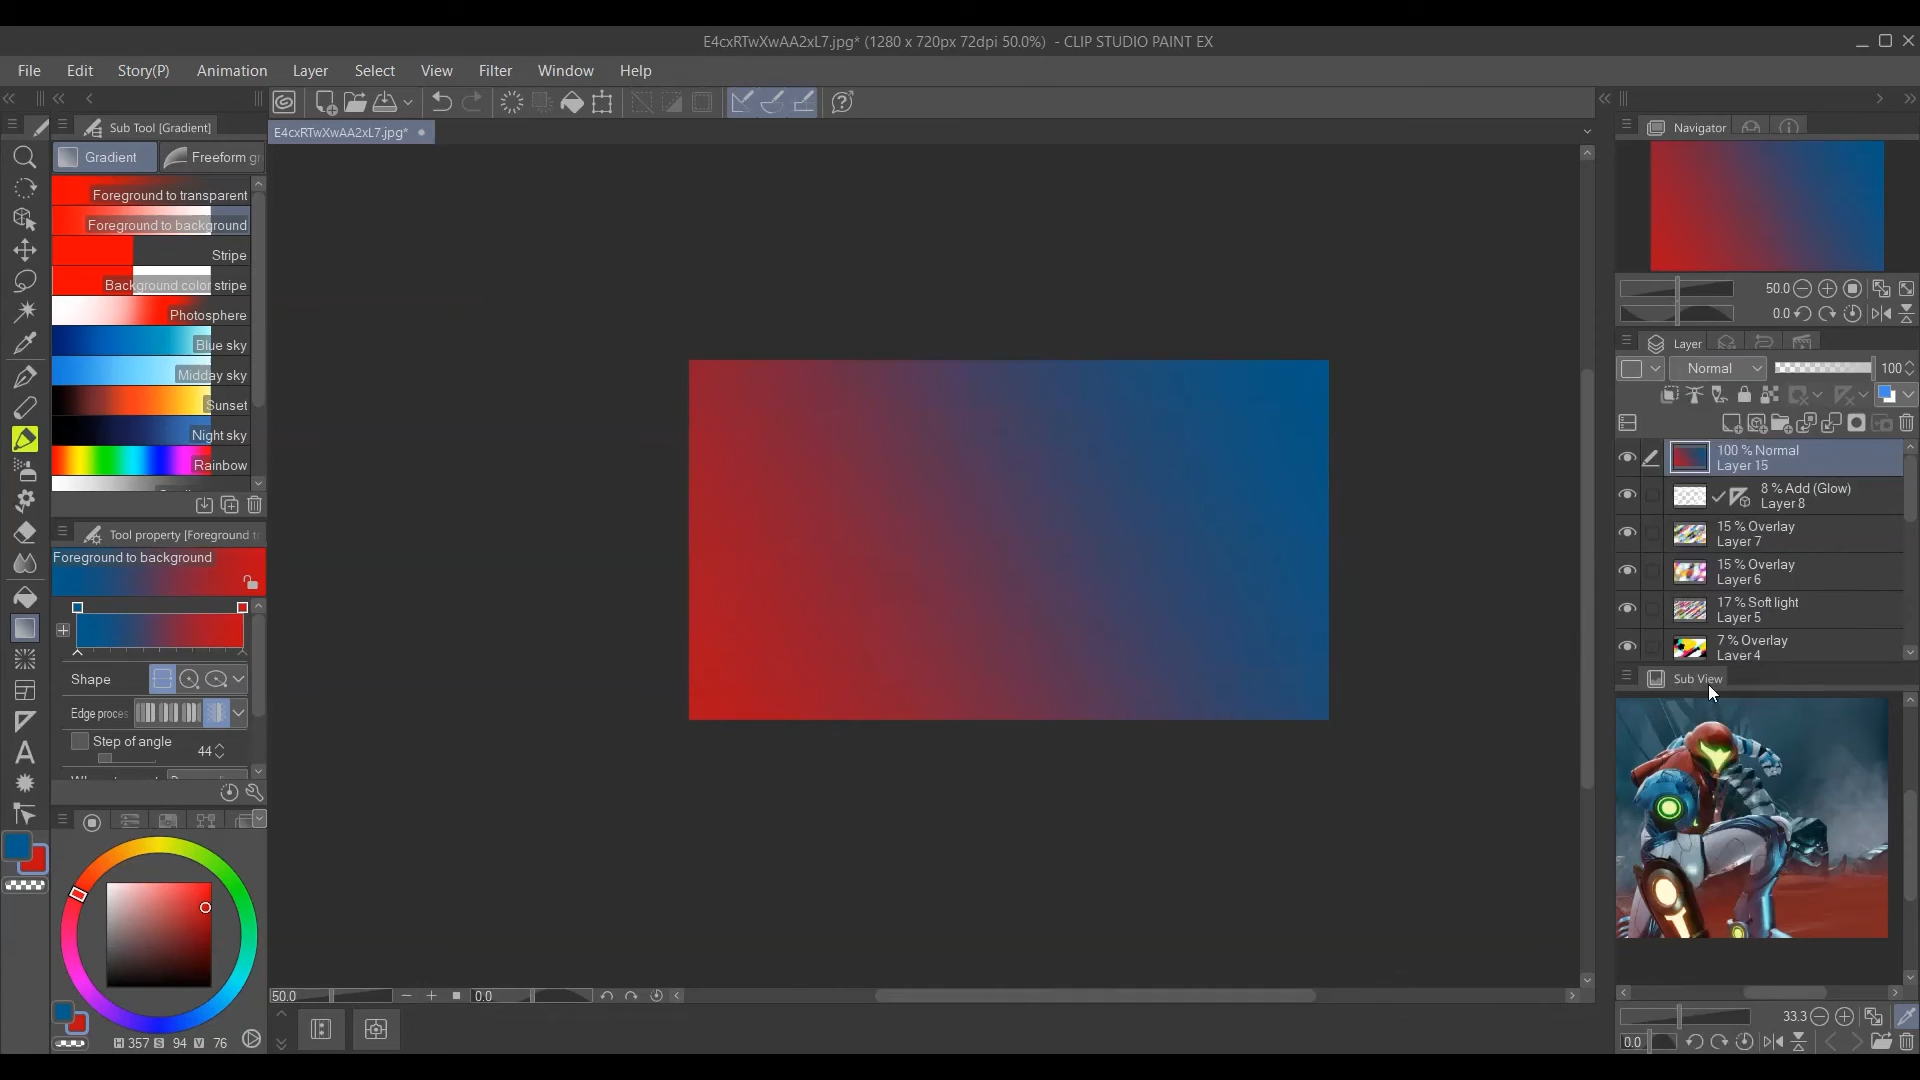 E4cxRTwXwAA2xL7.jpg* (1280 x 720px 72dpi 50.0%)  - CLIP STUDIO PAINT EX
File Edit Story(P) Animation Layer Select View Filter Window Help
Sub Tool [Gradient]
E4cxRTwXwAA2xL7.jpg*
Gradient Freeform gr
Foreground to transparent
Foreground to background
Stripe
Background color stripe
Photosphere
Blue sky
Midday sky
Sunset
Night sky
Rainbow
Tool property [Foreground t
Foreground to background
Shape
Edge proces
Step of angle 44
H 357 S 94 V 76
50.0 0.0
Navigator
50.0
0.0
Layer
Normal 100
100 % Normal
Layer 15
8 % Add (Glow)
Layer 8
15 % Overlay
Layer 7
15 % Overlay
Layer 6
17 % Soft light
Layer 5
7 % Overlay
Layer 4
Sub View
33.3
0.0